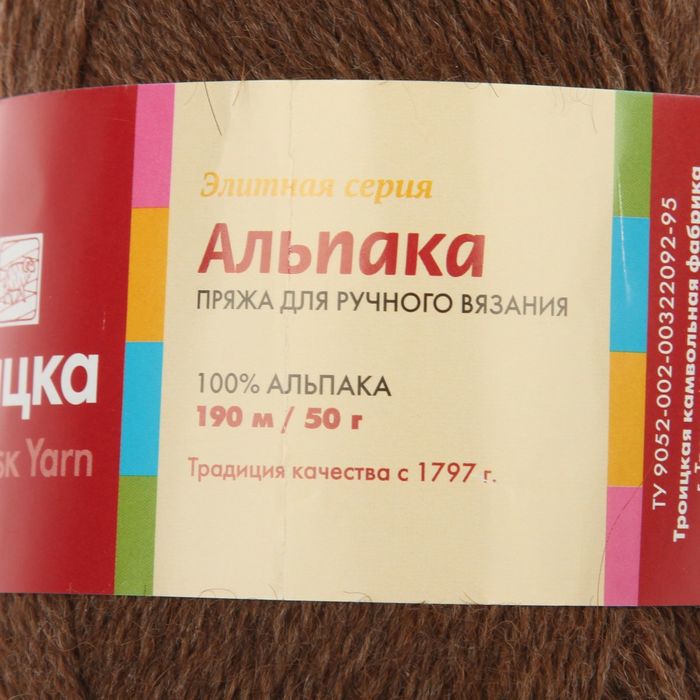 Элитная серия
Альпака
ПРЯЖА ДЛЯ РУЧНОГО ВЯЗАНИЯ
100% АЛЬПАКА
190 м / 50 г
Традиция качества с 1797 г.
Yarn
ТУ 9052-002-00322092-95
Троицкая камвольная фабрика